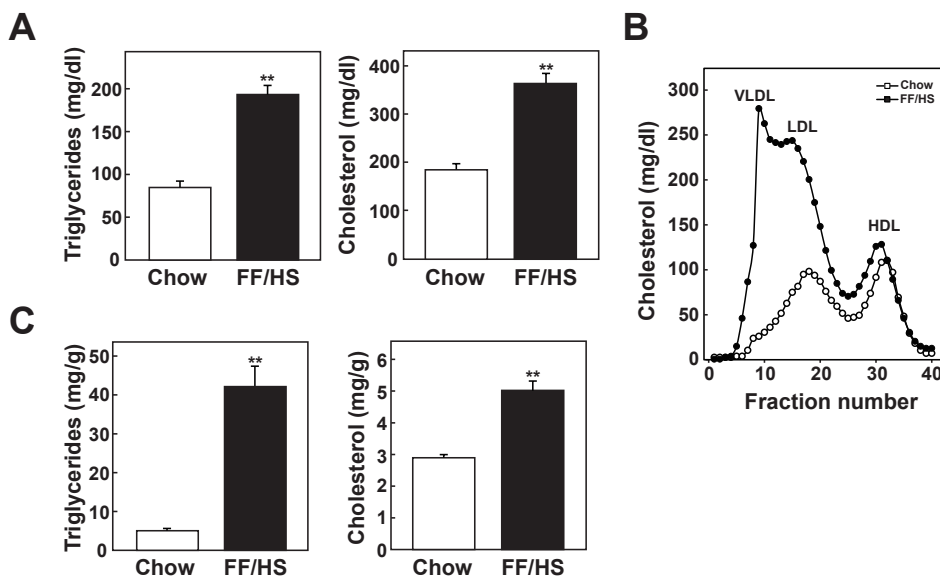 A
Triglycerides (mg/dl)
200
150
100
50
0
**
Chow
FF/HS
Cholesterol (mg/dl)
400
300
300
100
0
**
Chow
FF/HS
B
Cholesterol (mg/dl)
300
250
200
150
100
50
0
Chow
FF/HS
VLDL
LDL
HDL
0
10
20
30
40
Fraction number
C
Triglycerides (mg/g)
50
40
30
20
10
0
**
Chow
FF/HS
Cholesterol (mg/g)
6
5
4
3
2
1
0
**
Chow
FF/HS